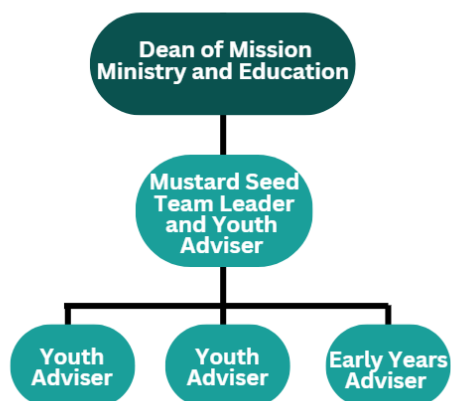 Dean of Mission
Ministry and Education
Mustard Seed
Team Leader
and Youth
Adviser
Youth
Adviser
Youth
Adviser
Early Years
Adviser